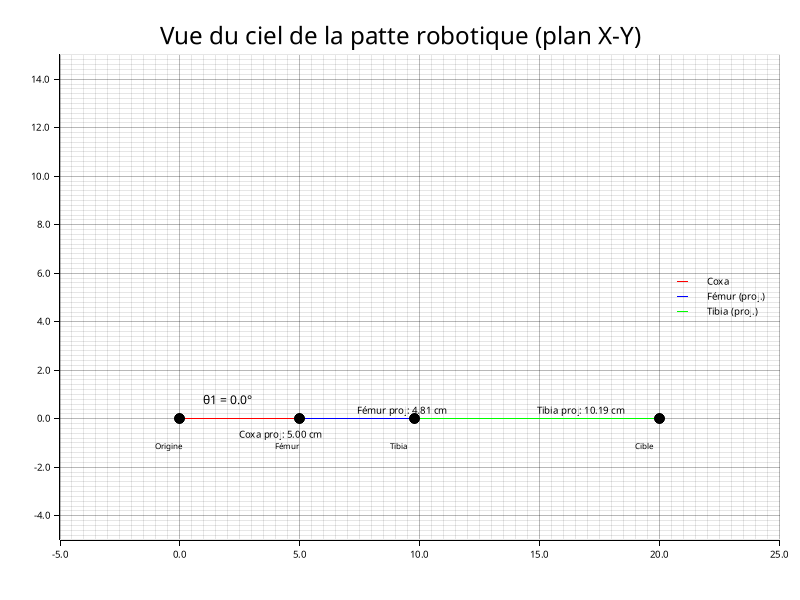 Vue du ciel de la patte robotique (plan X-Y)
14.0
12.0
10.0
8.0
6.0
4.0
2.0
0.0
-2.0
-4.0
Coxa
Fémur (proj.)
Tibia (proj.)
θ1 = 0.0°
Fémur proj: 4.81 cm
Tibia proj: 10.19 cm
Coxa proj: 5.00 cm
Origine
Fémur
Tibia
Cible
-5.0
0.0
5.0
10.0
15.0
20.0
25.0